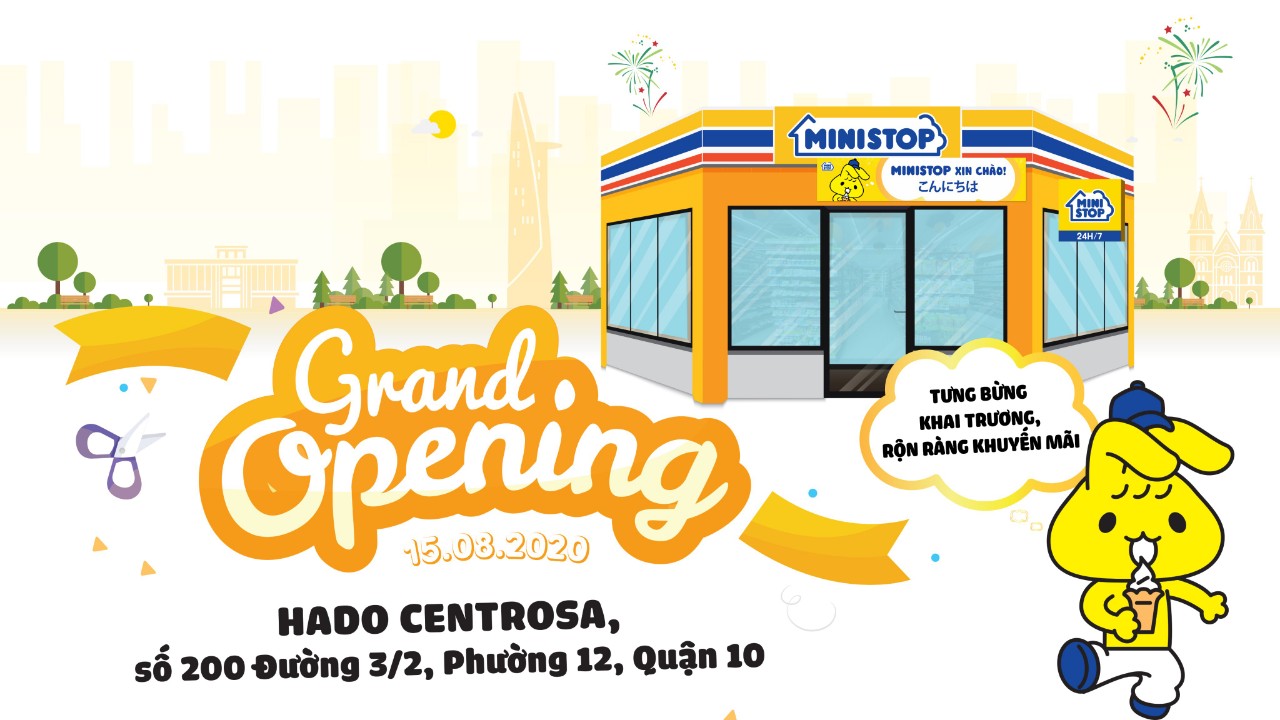 MINISTOP
MINISTOP XIN CHÀO!
こんにちは
MINI
STOP
24H/7
Grand
Opening
15.08.2020
TƯNG BỪNG
KHAI TRƯƠNG,
RỘN RÀNG KHUYẾN MÃI
HADO CENTROSA,
số 200 Đường 3/2, Phường 12, Quận 10